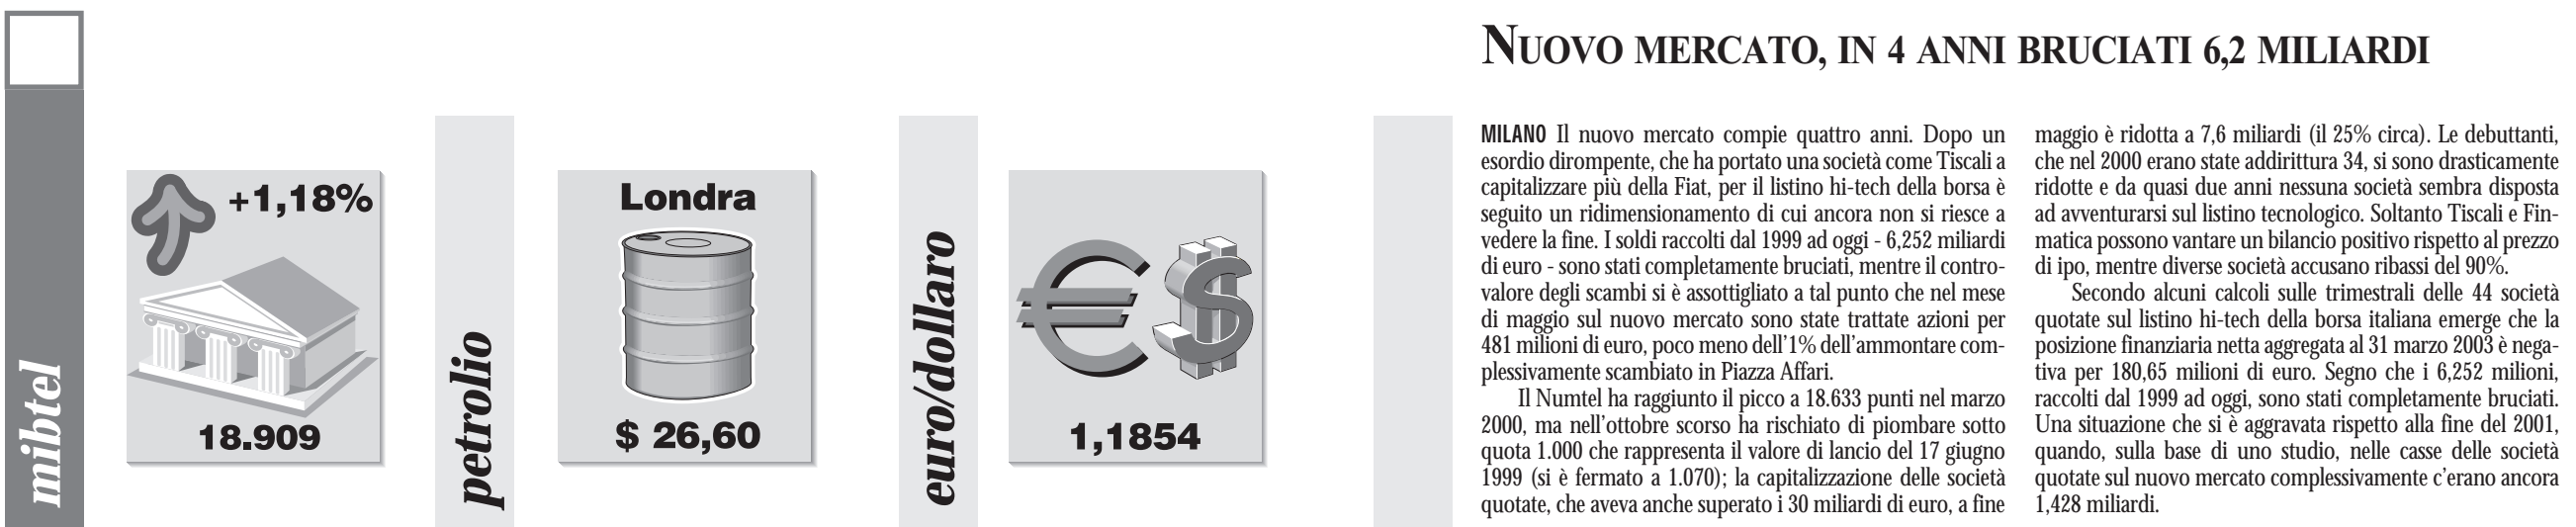 mibtel
+1,18%
18.909
petrolio
Londra
$ 26,60
euro/dollaro
1,1854
NUOVO MERCATO, IN 4 ANNI BRUCIATI 6,2 MILIARDI
MILANO Il nuovo mercato compie quattro anni. Dopo un
esordio dirompente, che ha portato una società come Tiscali a
capitalizzare più della Fiat, per il listino hi-tech della borsa è
seguito un ridimensionamento di cui ancora non si riesce a
vedere la fine. I soldi raccolti dal 1999 ad oggi - 6,252 miliardi
di euro - sono stati completamente bruciati, mentre il contro-
valore degli scambi si è assottigliato a tal punto che nel mese
di maggio sul nuovo mercato sono state trattate azioni per
481 milioni di euro, poco meno dell'1% dell'ammontare com-
plessivamente scambiato in Piazza Affari.
Il Numtel ha raggiunto il picco a 18.633 punti nel marzo
2000, ma nell'ottobre scorso ha rischiato di piombare sotto
quota 1.000 che rappresenta il valore di lancio del 17 giugno
1999 (si è fermato a 1.070); la capitalizzazione delle società
quotate, che aveva anche superato i 30 miliardi di euro, a fine
maggio è ridotta a 7,6 miliardi (il 25% circa). Le debuttanti,
che nel 2000 erano state addirittura 34, si sono drasticamente
ridotte e da quasi due anni nessuna società sembra disposta
ad avventurarsi sul listino tecnologico. Soltanto Tiscali e Fin-
matica possono vantare un bilancio positivo rispetto al prezzo
di ipo, mentre diverse società accusano ribassi del 90%.
Secondo alcuni calcoli sulle trimestrali delle 44 società
quotate sul listino hi-tech della borsa italiana emerge che la
posizione finanziaria netta aggregata al 31 marzo 2003 è nega-
tiva per 180,65 milioni di euro. Segno che i 6,252 milioni,
raccolti dal 1999 ad oggi, sono stati completamente bruciati.
Una situazione che si è aggravata rispetto alla fine del 2001,
quando, sulla base di uno studio, nelle casse delle società
quotate sul nuovo mercato complessivamente c'erano ancora
1,428 miliardi.